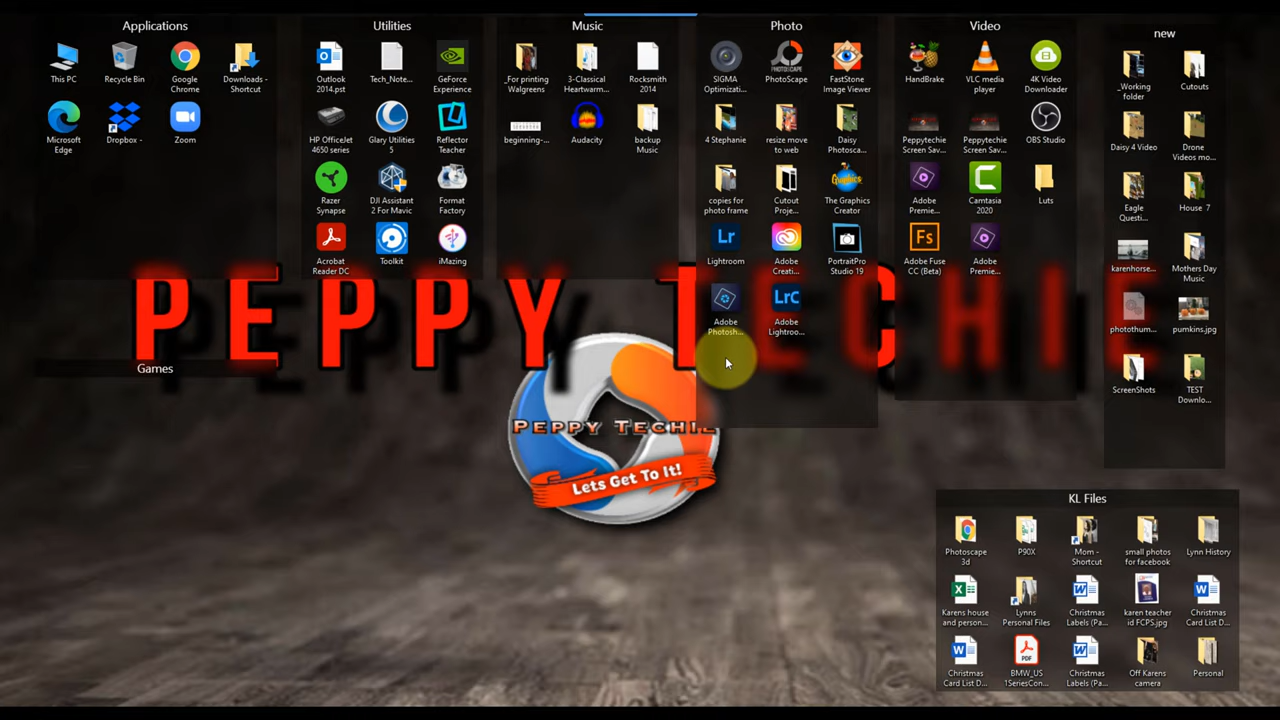 Applications
This PC
Recycle Bin
Google
Chrome
Downloads -
Shortcut
Microsoft
Edge
Dropbox -
Zoom
Games
Utilities
Outlook
2014.pst
Tech_Note...
GeForce
Experience
HP OfficeJet
4650 series
Glary Utilities
5
Reflector
Teacher
Razer
Synapse
DJI Assistant
2 For Mavic
Format
Factory
Acrobat
Reader DC
Toolkit
iMazing
Music
_For printing
Walgreens
3-Classical
Heartwarm...
Rocksmith
2014
beginning-...
Audacity
backup
Music
Photo
SIGMA
Optimizati...
PhotoScape
FastStone
Image Viewer
4 Stephanie
resize move
to web
Daisy
Photosca...
copies for
photo frame
Cutout
Proje...
The Graphics
Creator
Lr
Lightroom
Adobe
Creati...
PortraitPro
Studio 19
Adobe
Photosh...
LrC
Adobe
Lightroo...
Video
HandBrake
VLC media
player
4K Video
Downloader
Peppytechie
Screen Sav...
Peppytechie
Screen Sav...
OBS Studio
Adobe
Premie...
Camtasia
2020
Luts
Fs
Adobe Fuse
CC (Beta)
Adobe
Premie...
new
_Working
folder
Cutouts
Daisy 4 Video
Drone
Videos mo...
Eagle
Questi...
House 7
karenhorse...
Mothers Day
Music
photothum...
pumkins.jpg
ScreenShots
TEST
Downlo...
PEPPY TECHIE
PEPPY TECHIE
Lets Get To It!
KL Files
Photoscape
3d
P90X
Mom -
Shortcut
small photos
for facebook
Lynn History
Karens house
and person...
Lynns
Personal Files
Christmas
Labels (Pa...
karen teacher
id FCPS.jpg
Christmas
Card List D...
Christmas
Card List D...
PDF
BMW_US
1SeriesCon...
Christmas
Labels (Pa...
Off Karens
camera
Personal